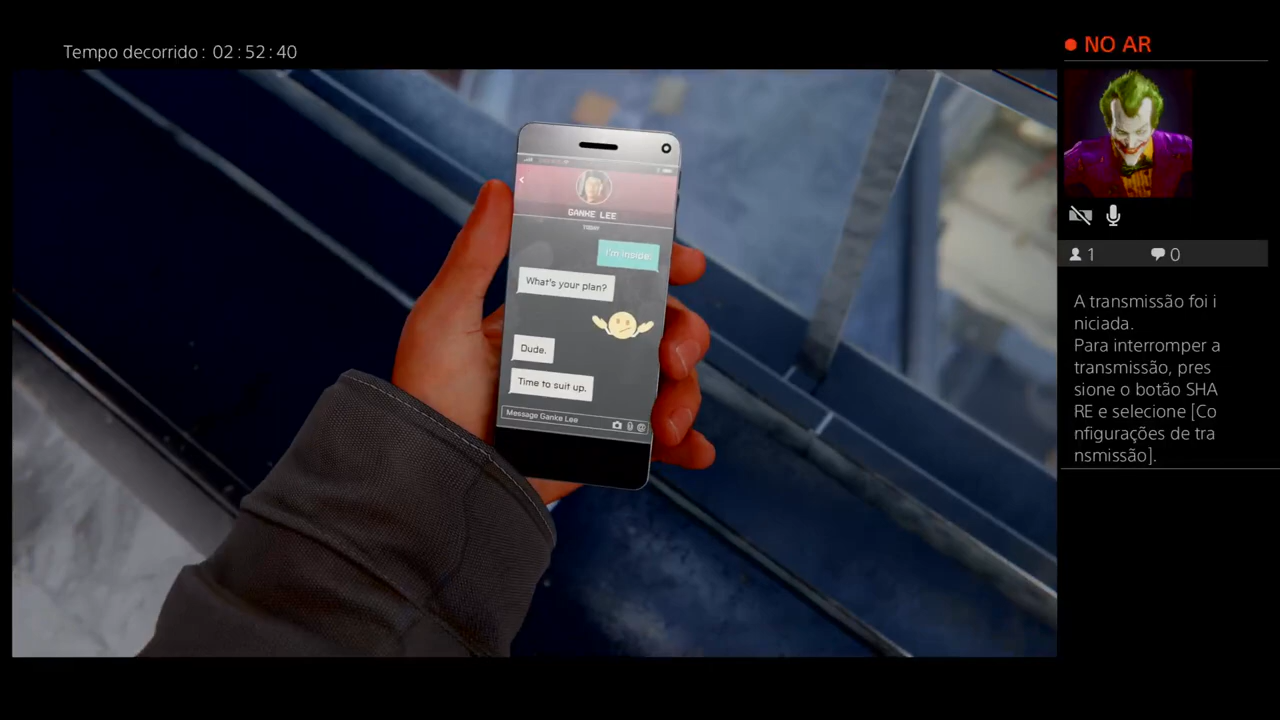 Tempo decorrido: 02:52:40
NO AR
GANKE LEE
TODAY
I'm inside.
What's your plan?
Dude.
Time to suit up.
Message Ganke Lee
1
0
A transmissão foi i
niciada.
Para interromper a
transmissão, pres
sione o botão SHA
RE e selecione [Co
nfigurações de tra
nsmissão].